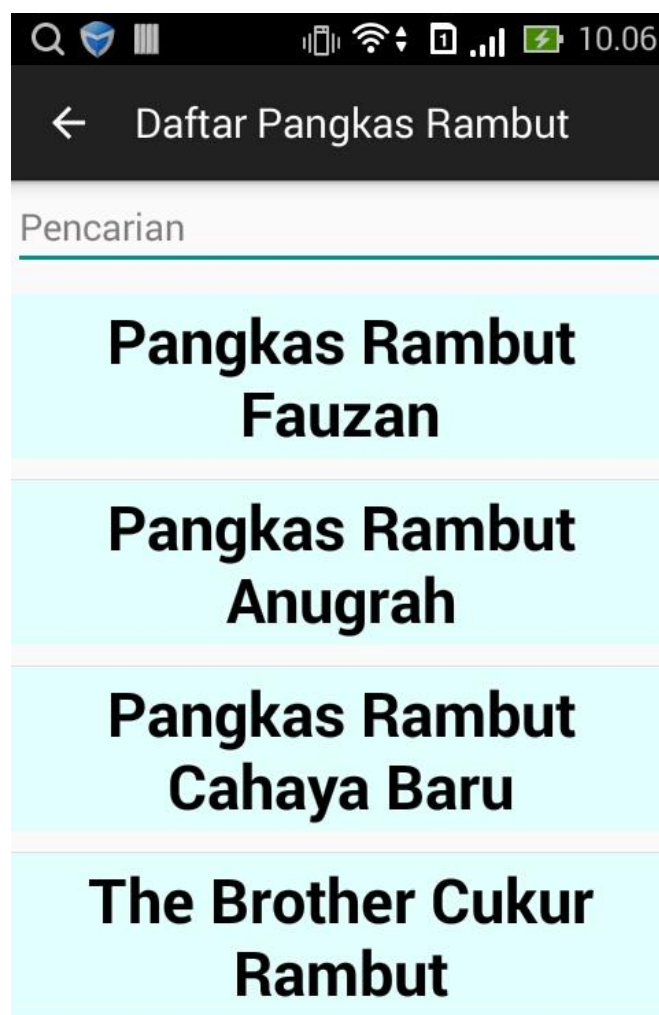 10.06
Daftar Pangkas Rambut
Pencarian
Pangkas Rambut
Fauzan
Pangkas Rambut
Anugrah
Pangkas Rambut
Cahaya Baru
The Brother Cukur
Rambut